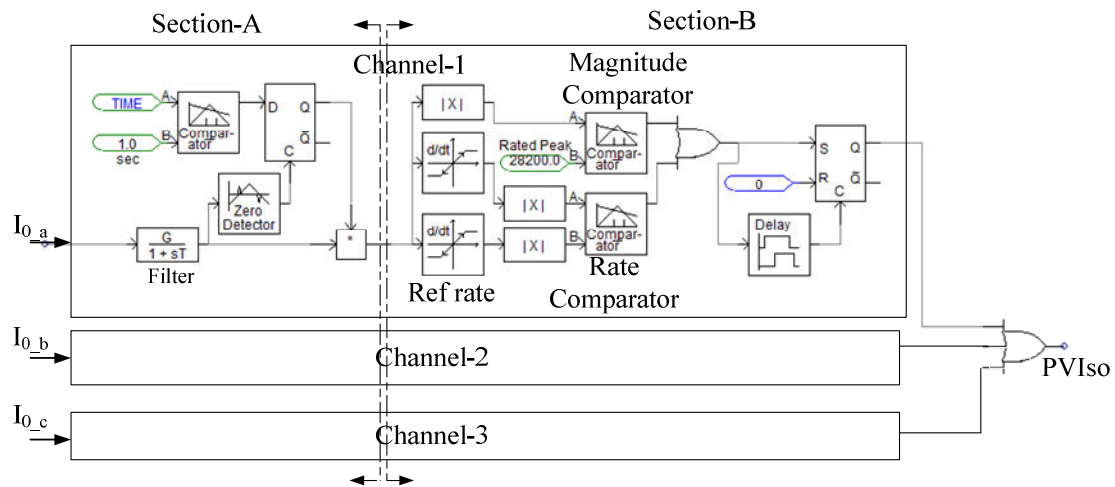 Section-A
Section-B
Channel-1
Magnitude
Comparator
TIME
A
Compar-
ator
B
1.0
sec
D
Q
Q̅
C
Zero
Detector
I0_a
G
1 + sT
Filter
*
|X|
d/dt
Rated Peak
28200.0
A
B
Compar-
ator
|X|
A
Compar-
ator
d/dt
|X|
B
Ref rate
Rate
Comparator
S
Q
0
R
Q̅
C
Delay
I0_b
Channel-2
PVIso
I0_c
Channel-3